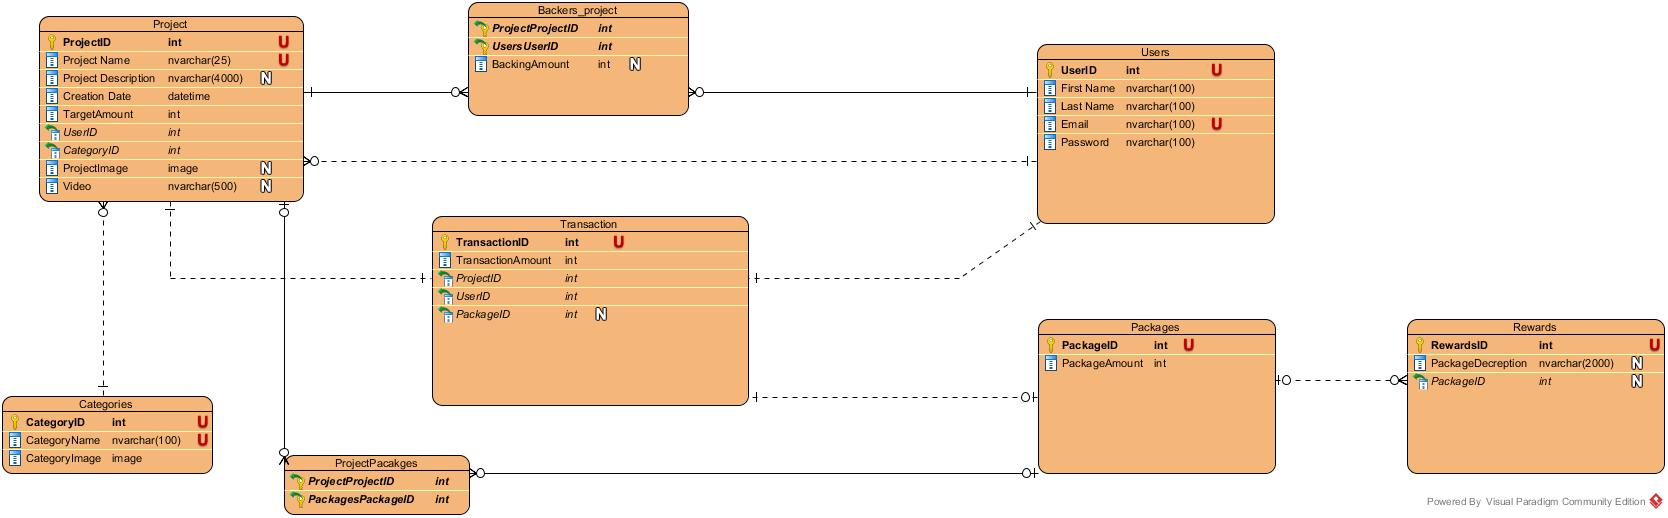 Project
ProjectID int U
Project Name nvarchar(25) U
Project Description nvarchar(4000) N
Creation Date datetime
TargetAmount int
UserID int
CategoryID int
ProjectImage image N
Video nvarchar(500) N
Backers_project
ProjectProjectID int
UsersUserID int
BackingAmount int N
Users
UserID int U
First Name nvarchar(100)
Last Name nvarchar(100)
Email nvarchar(100) U
Password nvarchar(100)
Transaction
TransactionID int U
TransactionAmount int
ProjectID int
UserID int
PackageID int N
Packages
PackageID int U
PackageAmount int
Rewards
RewardsID int U
PackageDecreption nvarchar(2000) N
PackageID int N
Categories
CategoryID int U
CategoryName nvarchar(100) U
CategoryImage image
ProjectPacakges
ProjectProjectID int
PackagesPackageID int
Powered By Visual Paradigm Community Edition